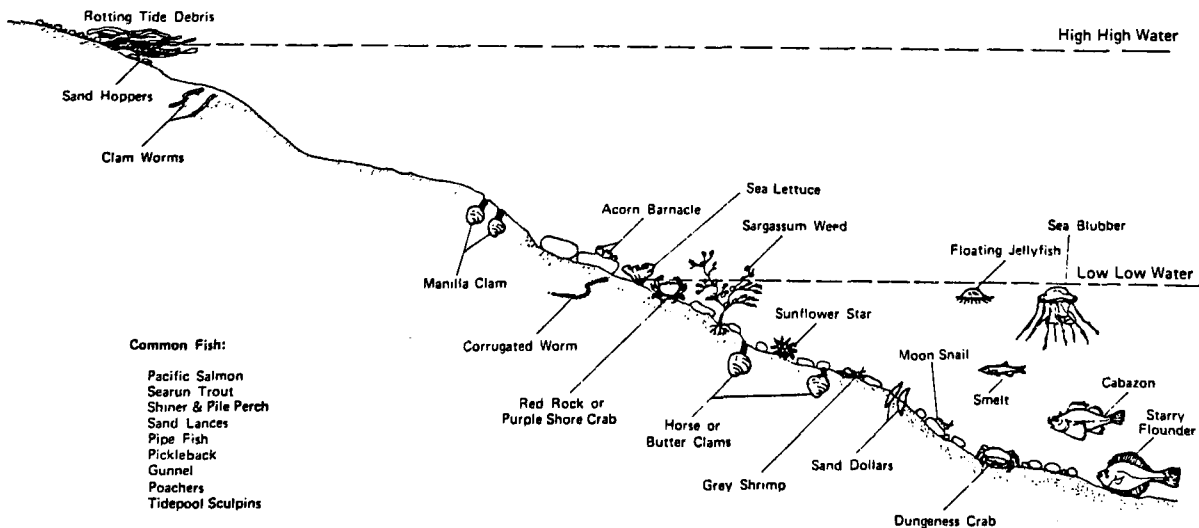 Rotting Tide Debris
High High Water
Sand Hoppers
Clam Worms
Sea Lettuce
Acorn Barnacle
Sargassum Weed
Sea Blubber
Floating Jellyfish
Low Low Water
Manilla Clam
Corrugated Worm
Sunflower Star
Moon Snail
Smelt
Cabazon
Starry
Flounder
Red Rock or
Purple Shore Crab
Horse or
Butter Clams
Sand Dollars
Grey Shrimp
Dungeness Crab
Common Fish:
Pacific Salmon
Searun Trout
Shiner & Pile Perch
Sand Lances
Pipe Fish
Pickleback
Gunnel
Poachers
Tidepool Sculpins